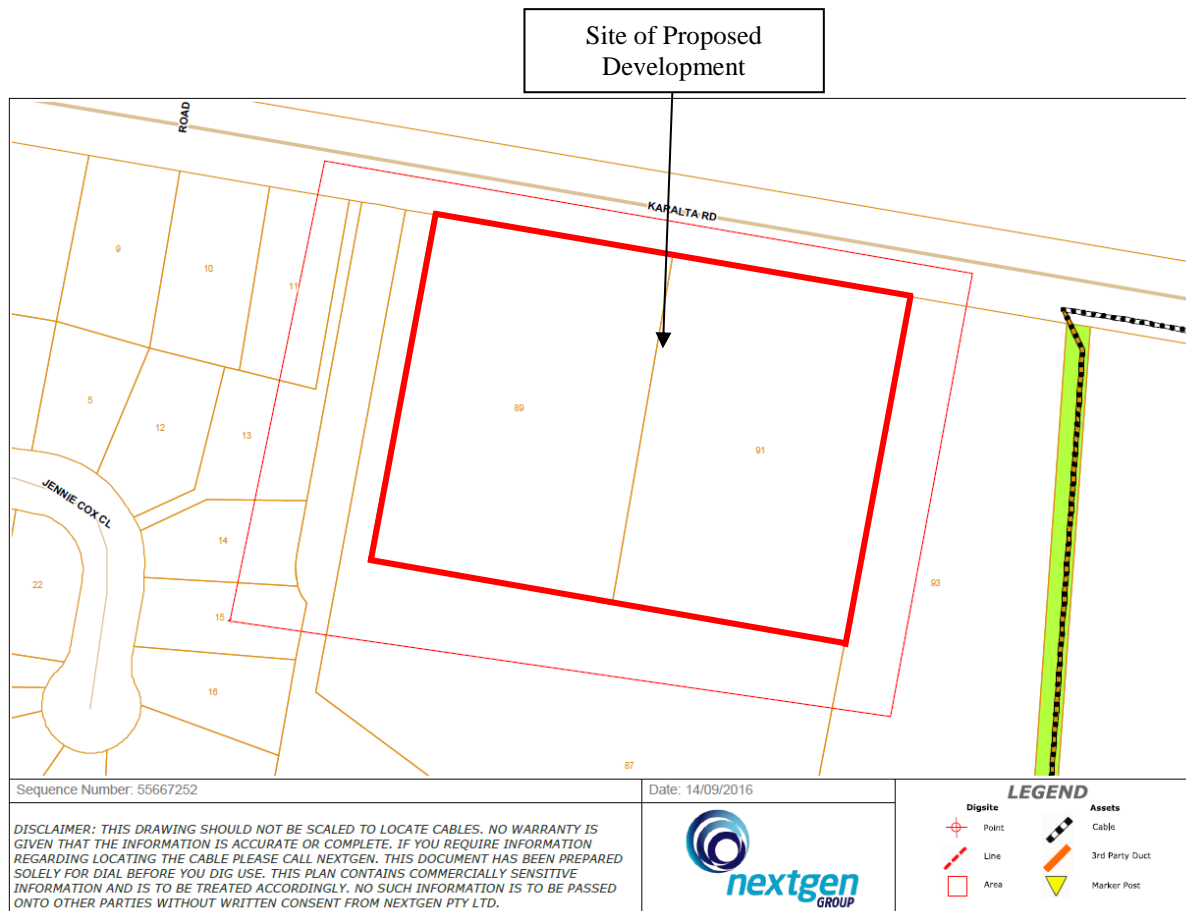 Site of Proposed
Development
ROAD
KARALTA RD
9
10
11
5
12
13
89
91
JENNIE COX CL
14
22
93
15
16
87
Sequence Number: 55667252
Date: 14/09/2016
DISCLAIMER: THIS DRAWING SHOULD NOT BE SCALED TO LOCATE CABLES. NO WARRANTY IS
GIVEN THAT THE INFORMATION IS ACCURATE OR COMPLETE. IF YOU REQUIRE INFORMATION
REGARDING LOCATING THE CABLE PLEASE CALL NEXTGEN. THIS DOCUMENT HAS BEEN PREPARED
SOLELY FOR DIAL BEFORE YOU DIG USE. THIS PLAN CONTAINS COMMERCIALLY SENSITIVE
INFORMATION AND IS TO BE TREATED ACCORDINGLY. NO SUCH INFORMATION IS TO BE PASSED
ONTO OTHER PARTIES WITHOUT WRITTEN CONSENT FROM NEXTGEN PTY LTD.
nextgen
GROUP
LEGEND
Digsite
Assets
Point
Cable
Line
3rd Party Duct
Area
Marker Post